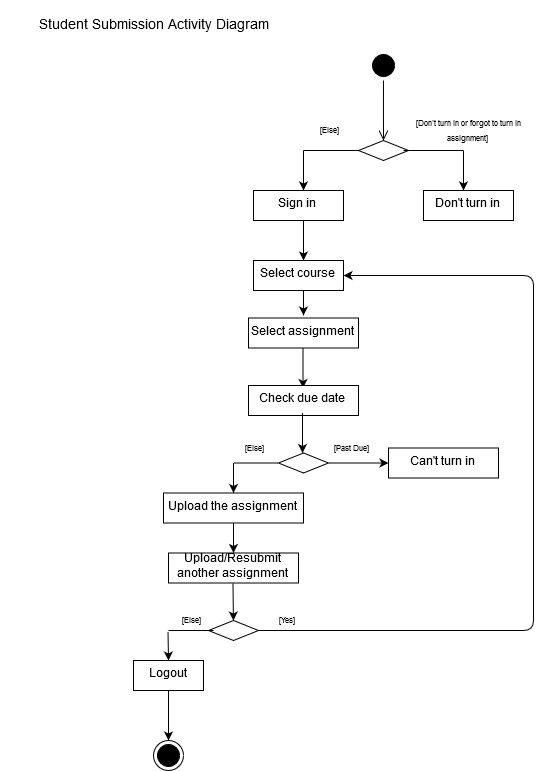 Student Submission Activity Diagram
[Else]
[Don't turn in or forgot to turn in
assignment]
Sign in
Don't turn in
Select course
Select assignment
Check due date
[Else]
[Past Due]
Can't turn in
Upload the assignment
Upload/Resubmit
another assignment
[Else]
[Yes]
Logout